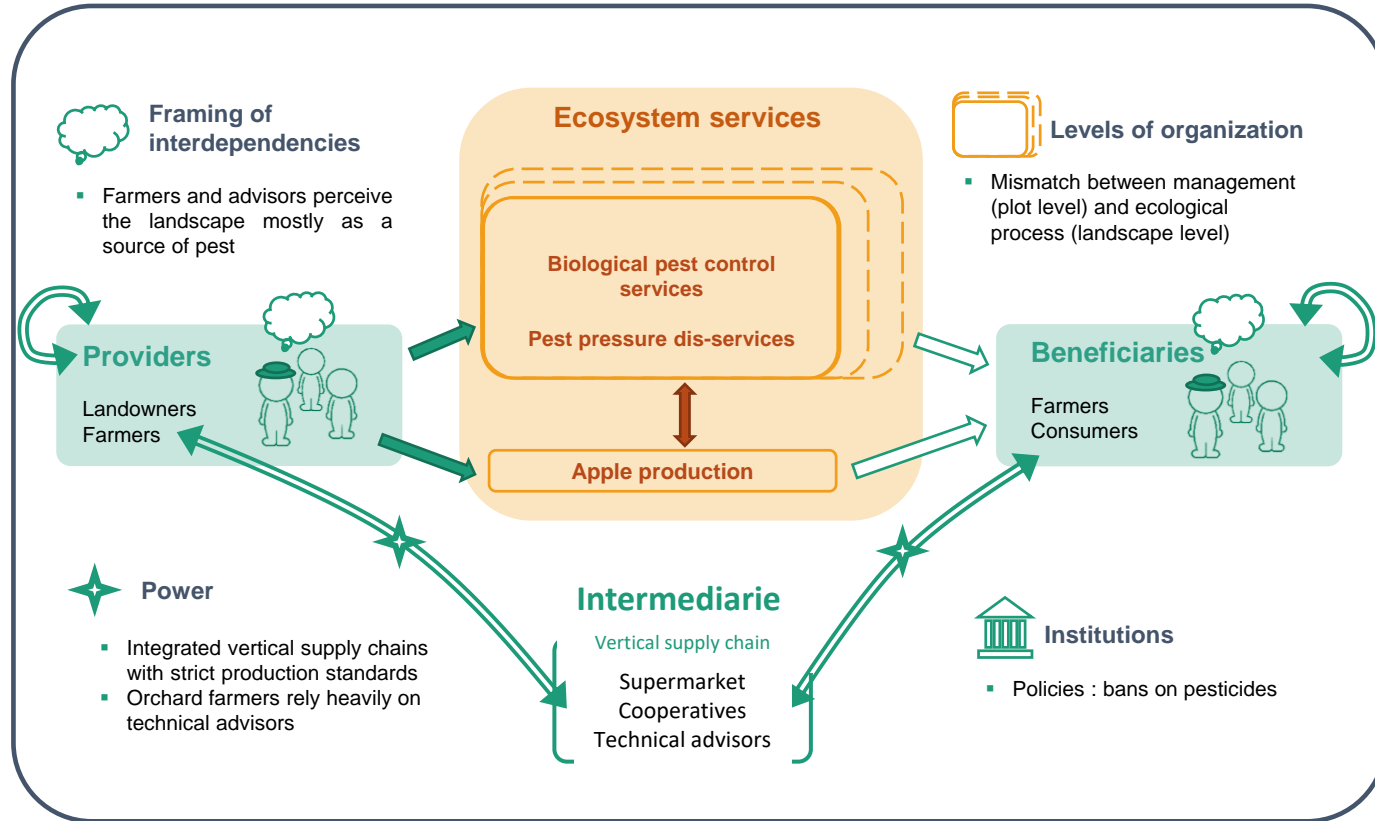 Framing of
interdependencies
▪ Farmers and advisors perceive
the landscape mostly as a
source of pest
Ecosystem services
Biological pest control
services
Pest pressure dis-services
Apple production
Levels of organization
▪ Mismatch between management
(plot level) and ecological
process (landscape level)
Providers
Landowners
Farmers
Beneficiaries
Farmers
Consumers
Power
▪ Integrated vertical supply chains
with strict production standards
▪ Orchard farmers rely heavily on
technical advisors
Intermediarie
Vertical supply chain
Supermarket
Cooperatives
Technical advisors
Institutions
▪ Policies : bans on pesticides